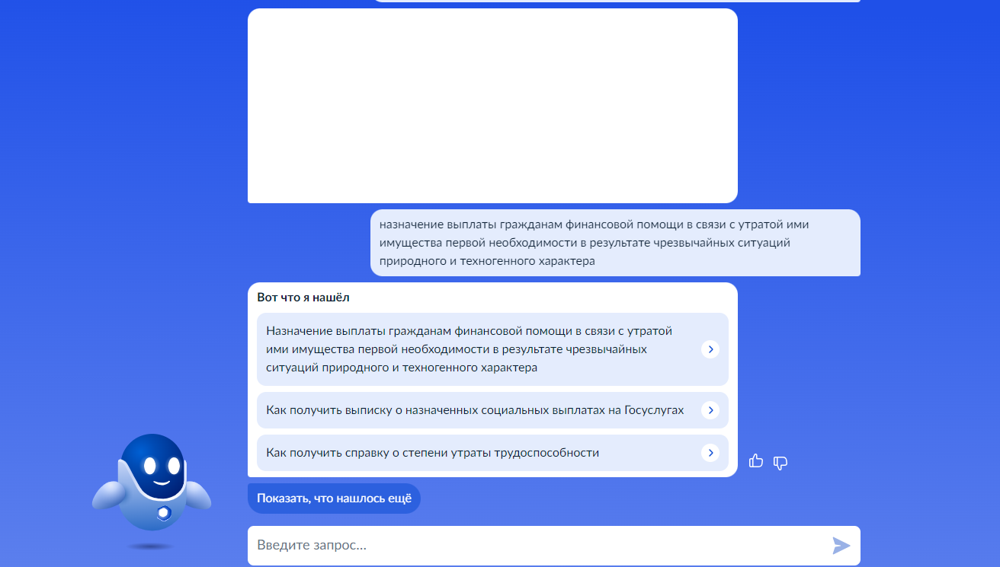 назначение выплаты гражданам финансовой помощи в связи с утратой ими
имущества первой необходимости в результате чрезвычайных ситуаций
природного и техногенного характера
Вот что я нашёл
Назначение выплаты гражданам финансовой помощи в связи с утратой
ими имущества первой необходимости в результате чрезвычайных
ситуаций природного и техногенного характера
Как получить выписку о назначенных социальных выплатах на Госуслугах
Как получить справку о степени утраты трудоспособности
Показать, что нашлось ещё
Введите запрос...